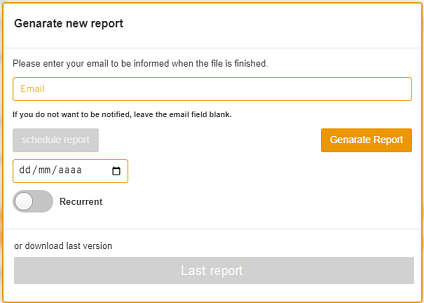 Genarate new report
Please enter your email to be informed when the file is finished.
Email
If you do not want to be notified, leave the email field blank.
schedule report
Genarate Report
dd/mm/aaaa
Recurrent
or download last version
Last report